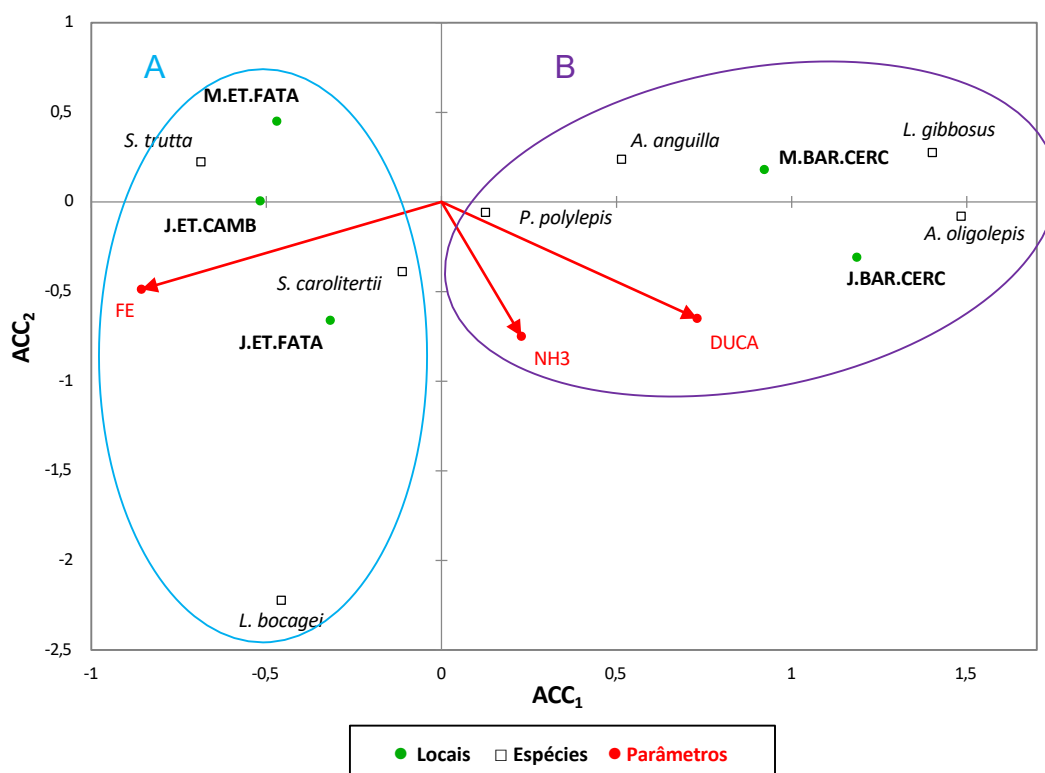 1
A
B
M.ET.FATA
0,5
S. trutta
A. anguilla
L. gibbosus
M.BAR.CERC
0
J.ET.CAMB
P. polylepis
A. oligolepis
S. carolitertii
J.BAR.CERC
-0,5
FE
J.ET.FATA
NH3
DUCA
ACC2
-1
-1,5
-2
L. bocagei
-2,5
-1
-0,5
0
0,5
1
1,5
ACC1
Locais
Espécies
Parâmetros